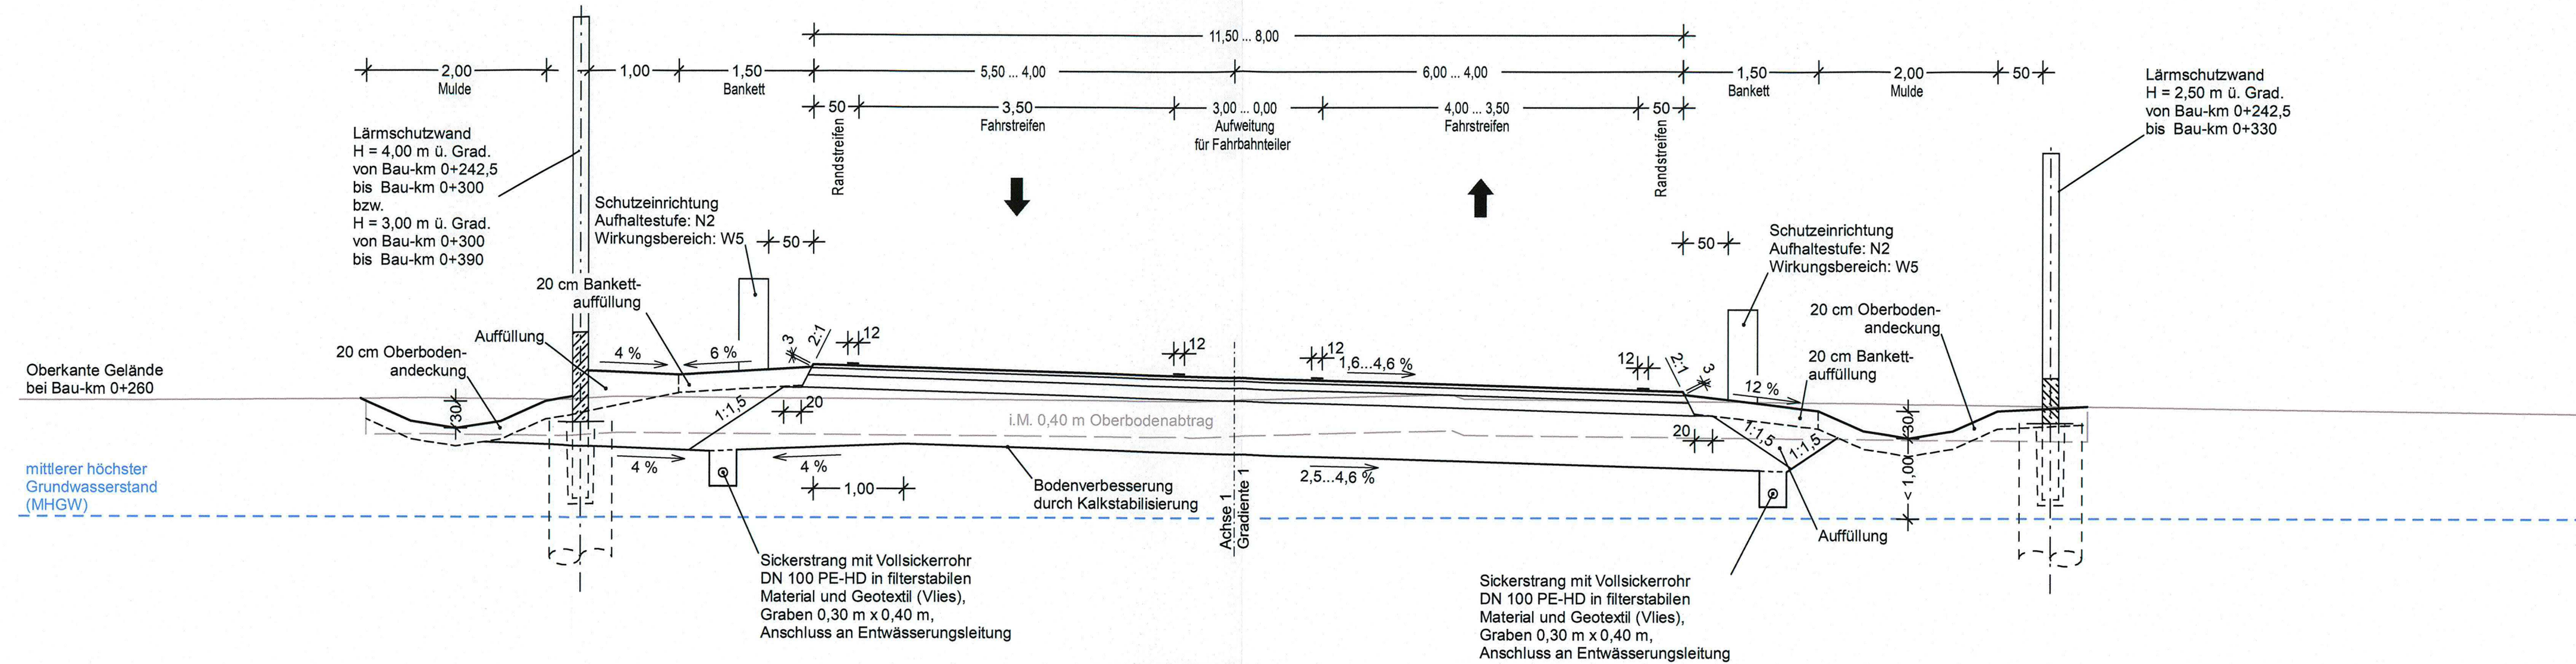 11,50 ... 8,00
2,00
Mulde
1,00
1,50
Bankett
5,50 ... 4,00
6,00 ... 4,00
1,50
Bankett
2,00
Mulde
50
50
Randstreifen
3,50
Fahrstreifen
3,00 ... 0,00
Aufweitung
für Fahrbahnteiler
4,00 ... 3,50
Fahrstreifen
50
Randstreifen
Lärmschutzwand
H = 2,50 m ü. Grad.
von Bau-km 0+242,5
bis Bau-km 0+330
Lärmschutzwand
H = 4,00 m ü. Grad.
von Bau-km 0+242,5
bis Bau-km 0+300
bzw.
H = 3,00 m ü. Grad.
von Bau-km 0+300
bis Bau-km 0+390
Schutzeinrichtung
Aufhaltestufe: N2
Wirkungsbereich: W5
50
50
Schutzeinrichtung
Aufhaltestufe: N2
Wirkungsbereich: W5
20 cm Bankett-
auffüllung
Auffüllung
20 cm Oberboden-
andeckung
20 cm Oberboden-
andeckung
20 cm Bankett-
auffüllung
Oberkante Gelände
bei Bau-km 0+260
4 %
6 %
3
2:1
12
12
12
1,6...4,6 %
12
2:1
3
12 %
30
1:1,5
20
i.M. 0,40 m Oberbodenabtrag
20
1:1,5
1:1,5
30
< 1,00
mittlerer höchster
Grundwasserstand
(MHGW)
4 %
4 %
1,00
Bodenverbesserung
durch Kalkstabilisierung
Achse 1
Gradiente 1
2,5...4,6 %
Auffüllung
Sickerstrang mit Vollsickerrohr
DN 100 PE-HD in filterstabilen
Material und Geotextil (Vlies),
Graben 0,30 m x 0,40 m,
Anschluss an Entwässerungsleitung
Sickerstrang mit Vollsickerrohr
DN 100 PE-HD in filterstabilen
Material und Geotextil (Vlies),
Graben 0,30 m x 0,40 m,
Anschluss an Entwässerungsleitung